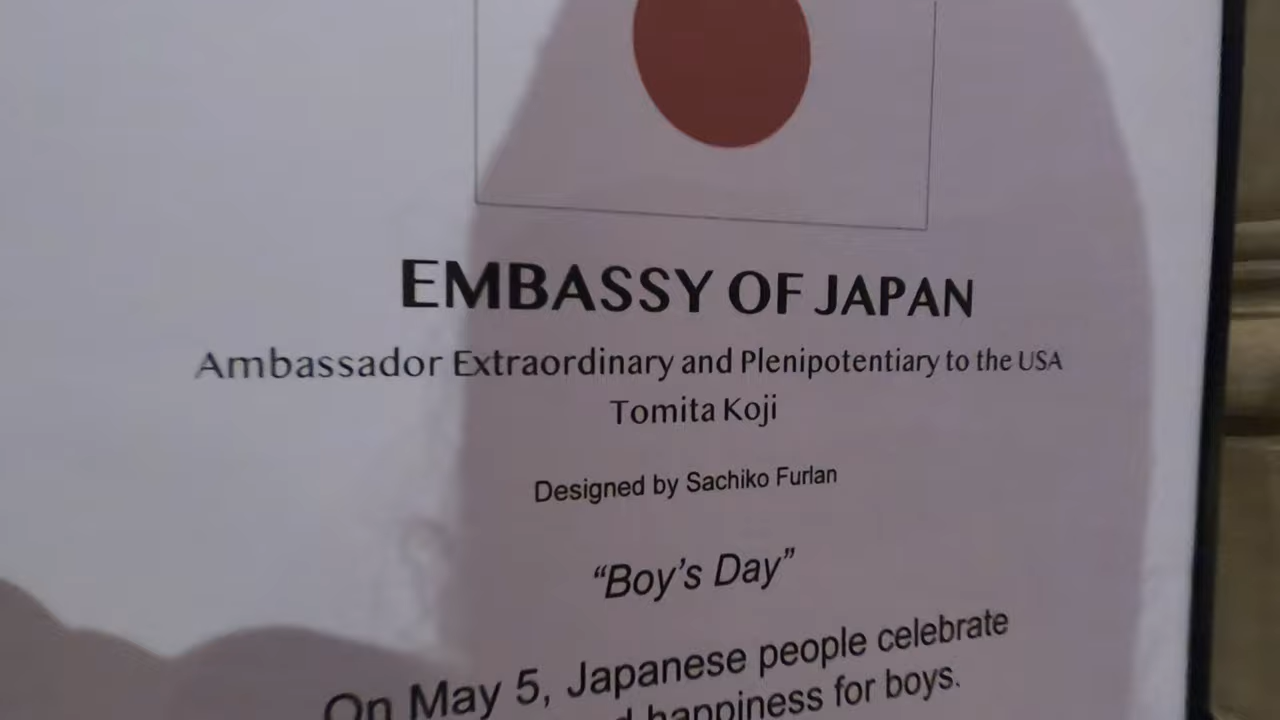 EMBASSY OF JAPAN
Ambassador Extraordinary and Plenipotentiary to the USA
Tomita Koji
Designed by Sachiko Furlan
“Boy’s Day”
On May 5, Japanese people celebrate
happiness for boys.